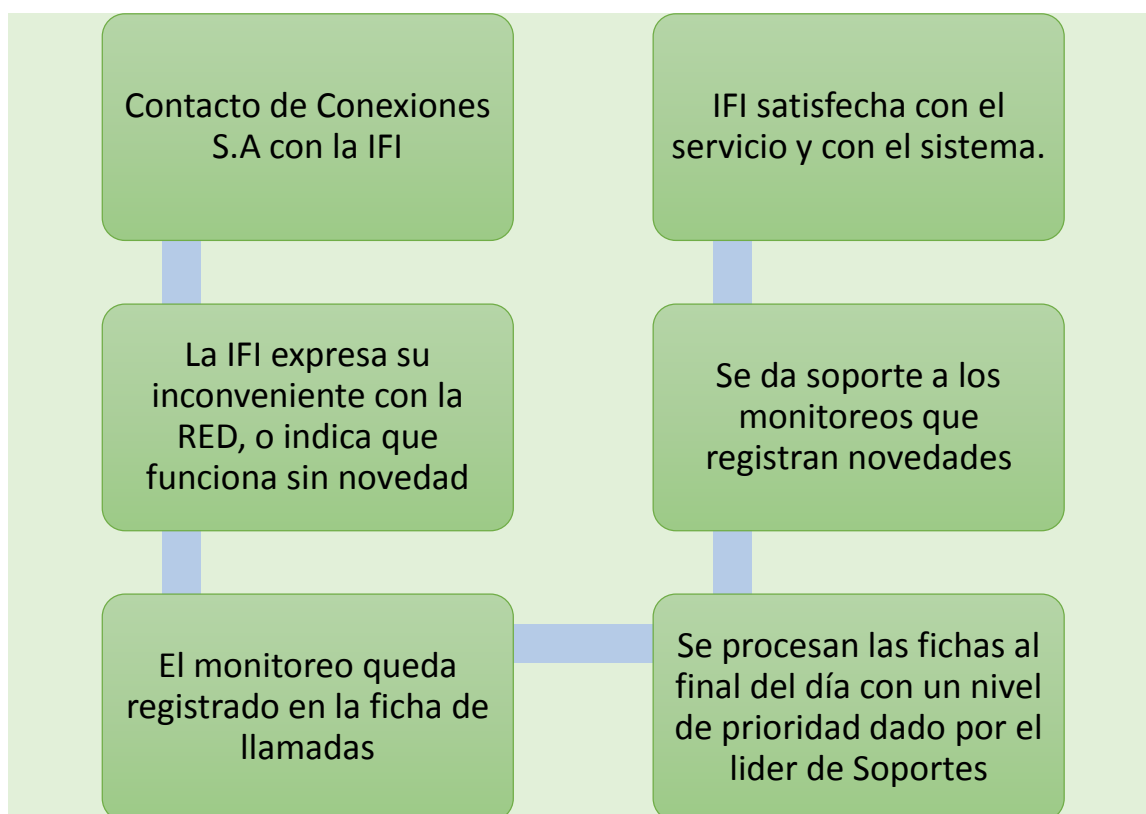 Contacto de Conexiones
S.A con la IFI
La IFI expresa su
inconveniente con la
RED, o indica que
funciona sin novedad
El monitoreo queda
registrado en la ficha de
llamadas
Se procesan las fichas al
final del día con un nivel
de prioridad dado por el
lider de Soportes
Se da soporte a los
monitoreos que
registran novedades
IFI satisfecha con el
servicio y con el sistema.